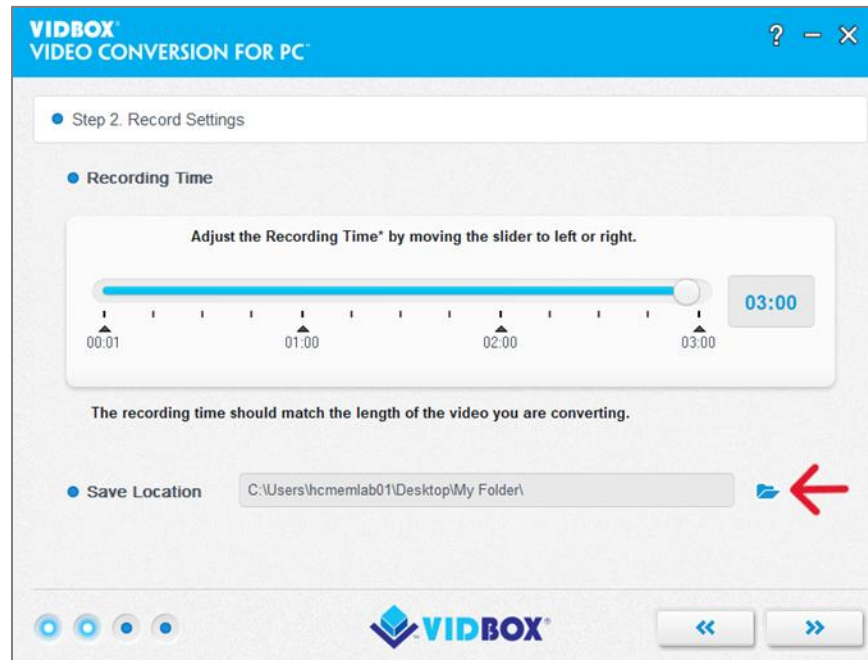 VIDBOX®
VIDEO CONVERSION FOR PC™
?
Step 2. Record Settings
Recording Time
Adjust the Recording Time* by moving the slider to left or right.
03:00
00:01 01:00 02:00 03:00
The recording time should match the length of the video you are converting.
Save Location C:\Users\hcmemlab01\Desktop\My Folder\
VIDBOX®
« »